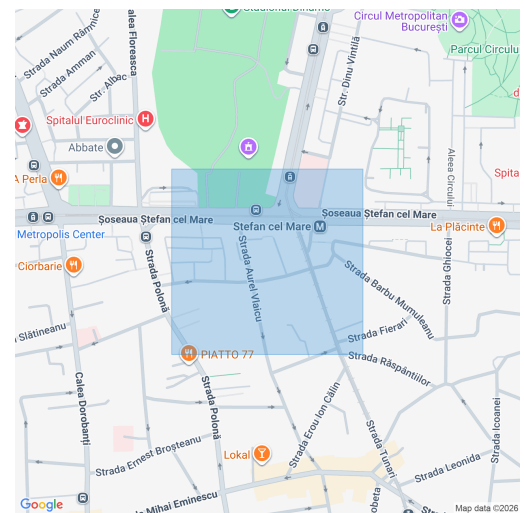 Stadionul Dinamo
Circul Metropolitan
București
Parcul Circului
Strada Naum Râmnice
Calea Floreasca
Strada Amman
Str. Albac
Str. Dinu Vintilă
Spitalul Euroclinic
Abbate
Aleea Circului
Spita
A Perla
Șoseaua Ștefan cel Mare
Șoseaua Ștefan cel Mare
Ștefan cel Mare
La Plăcinte
Metropolis Center
Ciorbarie
Strada Polonă
Strada Aurel Vlaicu
Strada Barbu Mumuleanu
Strada Ghiocei
Slătineanu
Strada Fierari
PIATTO 77
Strada Răspântiilor
Calea Dorobanți
Strada Polonă
Strada Erou Ion Călin
Strada Tunari
Strada Icoanei
Strada Ernest Broșteanu
Lokal
Strada Leonida
Strada Mihai Eminescu
Google
Map data ©2026